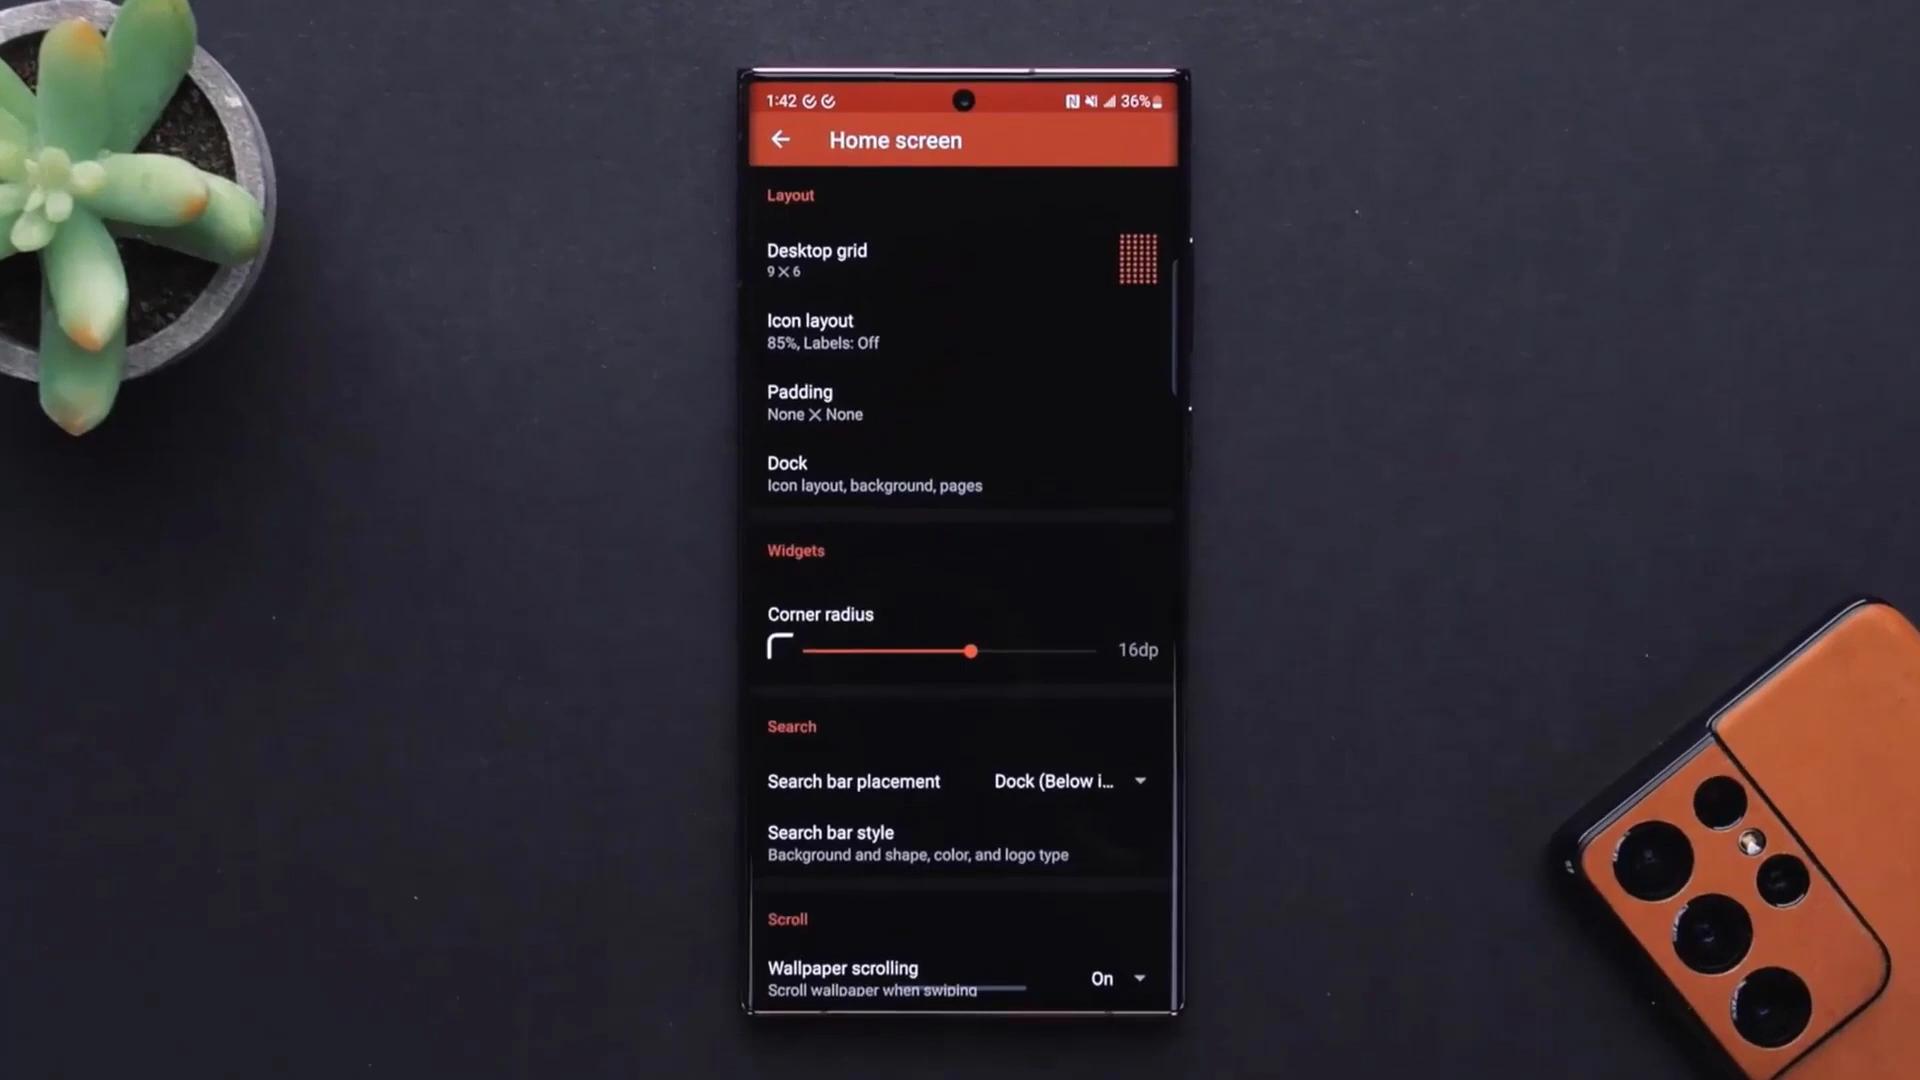 1:42 36%
Home screen
Layout
Desktop grid
9 X 6
Icon layout
85%, Labels: Off
Padding
None X None
Dock
Icon layout, background, pages
Widgets
Corner radius
16dp
Search
Search bar placement Dock (Below i...
Search bar style
Background and shape, color, and logo type
Scroll
Wallpaper scrolling On
Scroll wallpaper when swiping